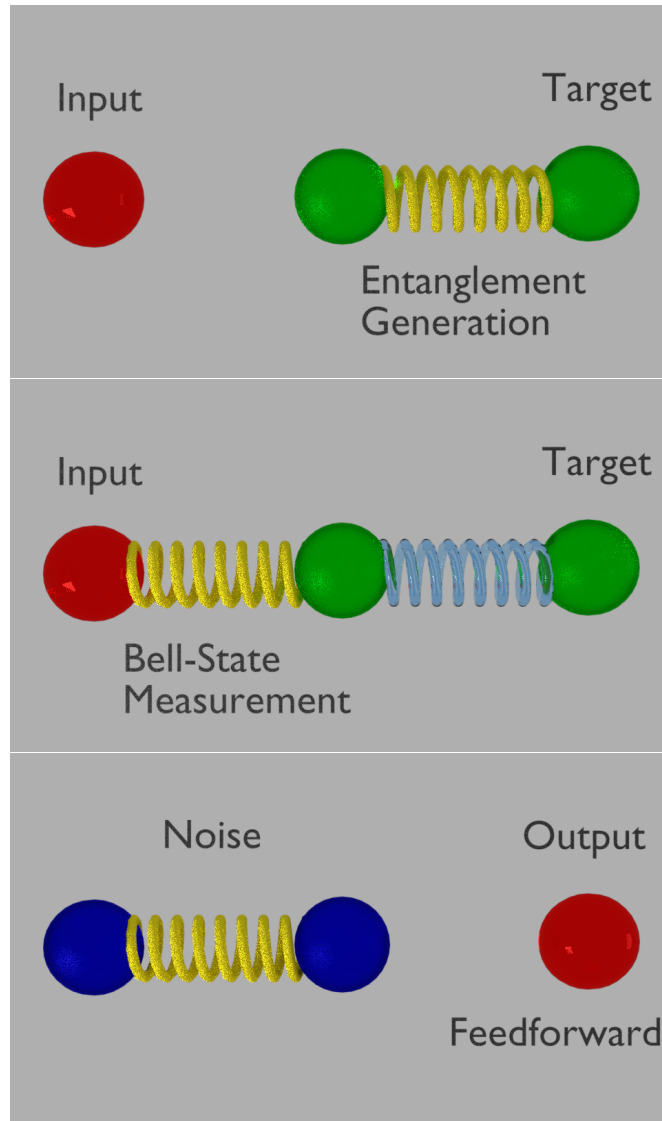 Input
Target
Entanglement
Generation
Input
Target
Bell-State
Measurement
Noise
Output
Feedforward